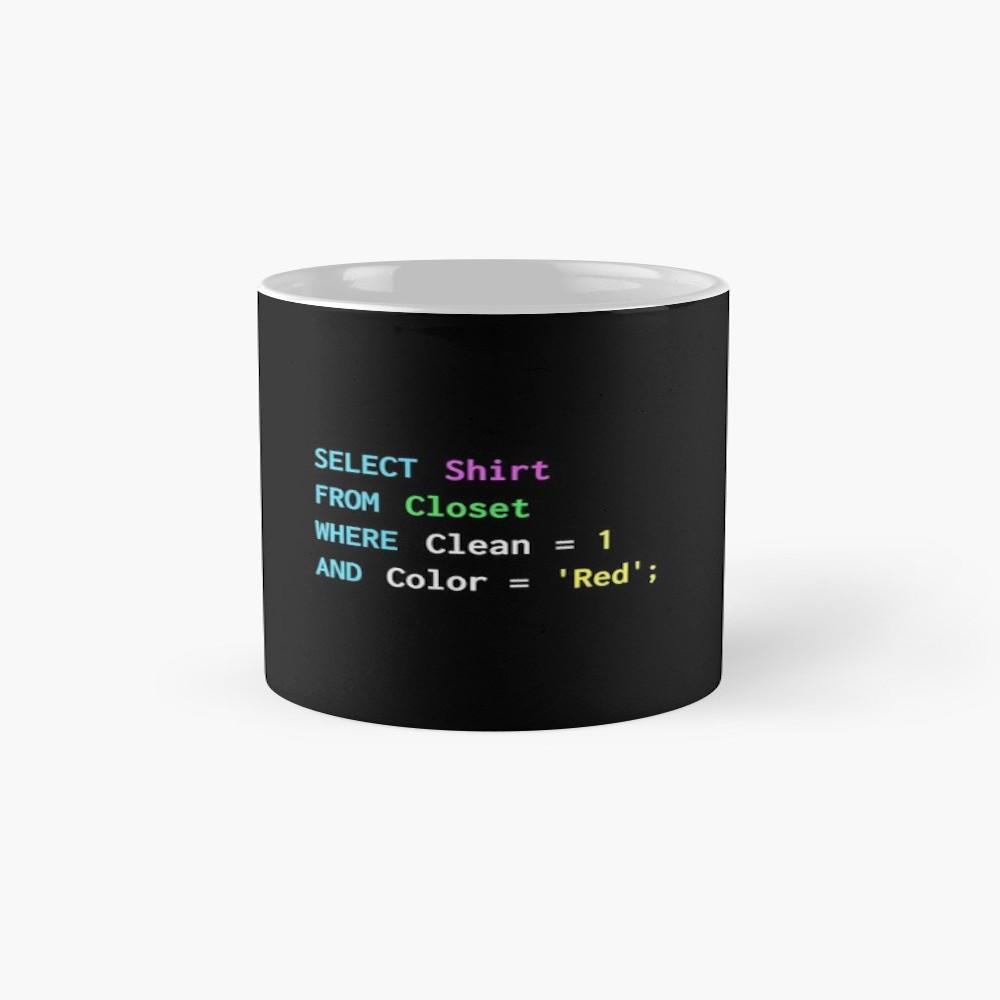 SELECT Shirt
FROM Closet
WHERE Clean = 1
AND Color = 'Red';